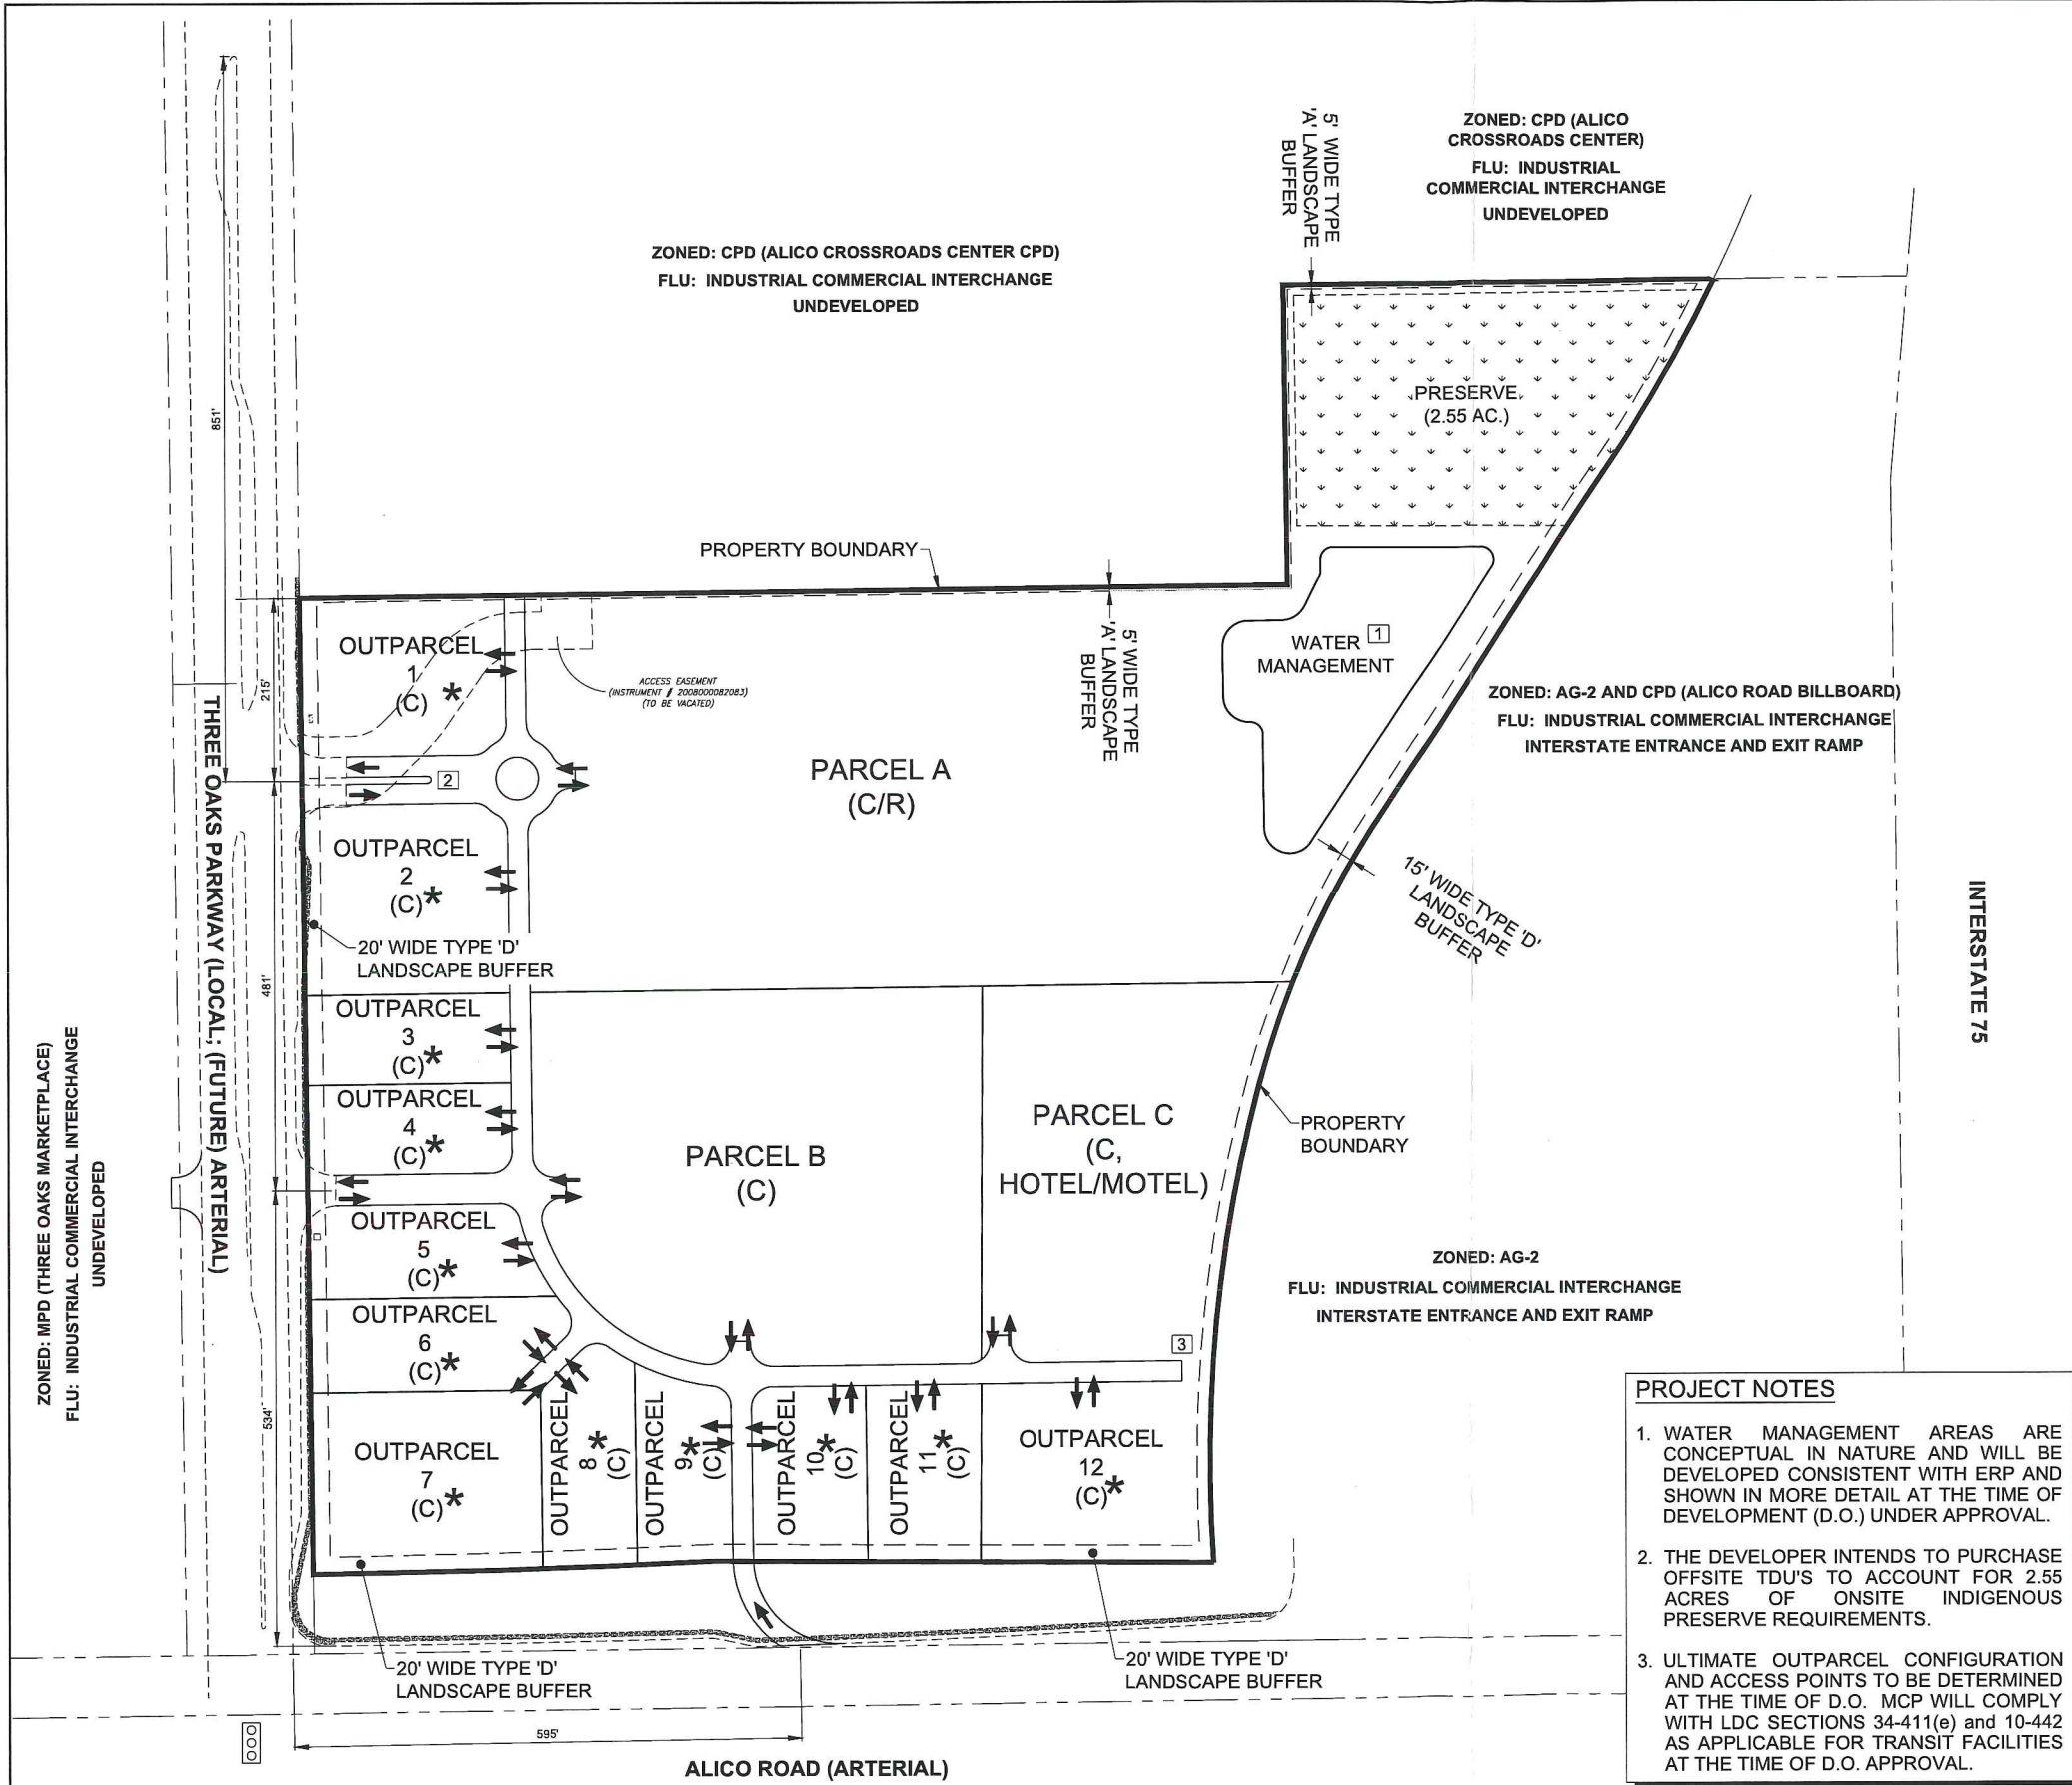 5' WIDE TYPE
'A' LANDSCAPE
BUFFER
ZONED: CPD (ALICO
CROSSROADS CENTER)
FLU: INDUSTRIAL
COMMERCIAL INTERCHANGE
UNDEVELOPED
ZONED: CPD (ALICO CROSSROADS CENTER CPD)
FLU: INDUSTRIAL COMMERCIAL INTERCHANGE
UNDEVELOPED
851'
PRESERVE
(2.55 AC.)
PROPERTY BOUNDARY
OUTPARCEL
1
(C) *
215'
ACCESS EASEMENT
(INSTRUMENT # 2008000082083)
(TO BE VACATED)
5' WIDE TYPE
'A' LANDSCAPE
BUFFER
WATER 1
MANAGEMENT
ZONED: AG-2 AND CPD (ALICO ROAD BILLBOARD)
FLU: INDUSTRIAL COMMERCIAL INTERCHANGE
INTERSTATE ENTRANCE AND EXIT RAMP
2
PARCEL A
(C/R)
THREE OAKS PARKWAY (LOCAL; (FUTURE) ARTERIAL)
OUTPARCEL
2
(C)*
20' WIDE TYPE 'D'
LANDSCAPE BUFFER
15' WIDE TYPE 'D'
LANDSCAPE
BUFFER
INTERSTATE 75
481'
OUTPARCEL
3
(C)*
OUTPARCEL
4
(C)*
ZONED: MPD (THREE OAKS MARKETPLACE)
FLU: INDUSTRIAL COMMERCIAL INTERCHANGE
UNDEVELOPED
PARCEL B
(C)
PARCEL C
(C,
HOTEL/MOTEL)
PROPERTY
BOUNDARY
OUTPARCEL
5
(C)*
OUTPARCEL
6
(C)*
ZONED: AG-2
FLU: INDUSTRIAL COMMERCIAL INTERCHANGE
INTERSTATE ENTRANCE AND EXIT RAMP
3
534'
OUTPARCEL
7
(C)*
OUTPARCEL
8 *
(C)
OUTPARCEL
9*
(C)
OUTPARCEL
10*
(C)
OUTPARCEL
11*
(C)
OUTPARCEL
12
(C)*
20' WIDE TYPE 'D'
LANDSCAPE BUFFER
20' WIDE TYPE 'D'
LANDSCAPE BUFFER
595'
ALICO ROAD (ARTERIAL)
PROJECT NOTES
1. WATER MANAGEMENT AREAS ARE
CONCEPTUAL IN NATURE AND WILL BE
DEVELOPED CONSISTENT WITH ERP AND
SHOWN IN MORE DETAIL AT THE TIME OF
DEVELOPMENT (D.O.) UNDER APPROVAL.
2. THE DEVELOPER INTENDS TO PURCHASE
OFFSITE TDU'S TO ACCOUNT FOR 2.55
ACRES OF ONSITE INDIGENOUS
PRESERVE REQUIREMENTS.
3. ULTIMATE OUTPARCEL CONFIGURATION
AND ACCESS POINTS TO BE DETERMINED
AT THE TIME OF D.O. MCP WILL COMPLY
WITH LDC SECTIONS 34-411(e) and 10-442
AS APPLICABLE FOR TRANSIT FACILITIES
AT THE TIME OF D.O. APPROVAL.